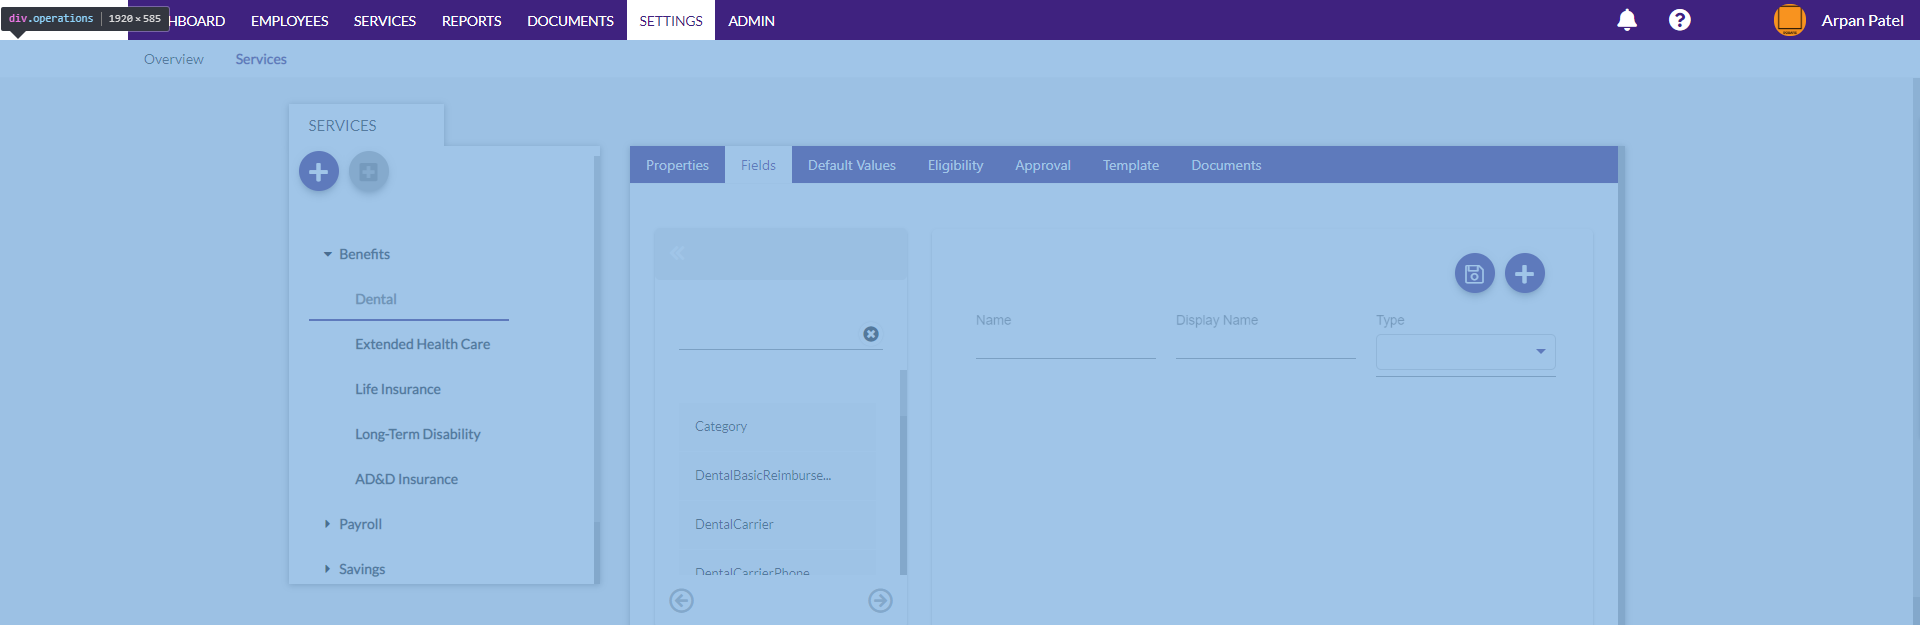 div.operations | 1920 × 585
HBOARD EMPLOYEES SERVICES REPORTS DOCUMENTS SETTINGS ADMIN ? Arpan Patel
Overview Services
SERVICES
Properties Fields Default Values Eligibility Approval Template Documents
Benefits
Dental
Extended Health Care
Life Insurance
Long-Term Disability
AD&D Insurance
Payroll
Savings
Name Display Name Type
Category
DentalBasicReimburse...
DentalCarrier
DentalCarrierPhone